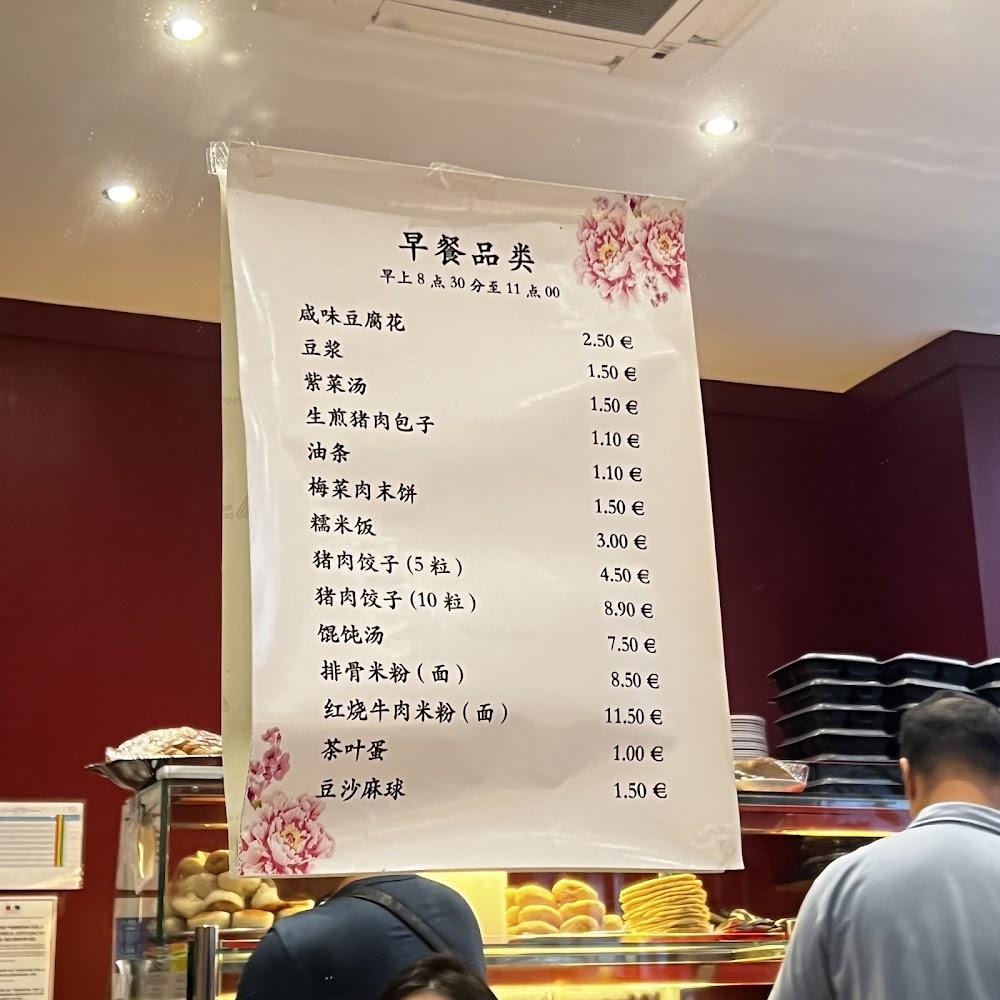 早餐品类
早上 8 点 30 分至 11 点 00
咸味豆腐花 2.50 €
豆浆 1.50 €
紫菜汤 1.50 €
生煎猪肉包子 1.10 €
油条 1.10 €
梅菜肉末饼 1.50 €
糯米饭 3.00 €
猪肉饺子 (5 粒) 4.50 €
猪肉饺子 (10 粒) 8.90 €
馄饨汤 7.50 €
排骨米粉 ( 面 ) 8.50 €
红烧牛肉米粉 ( 面 ) 11.50 €
茶叶蛋 1.00 €
豆沙麻球 1.50 €